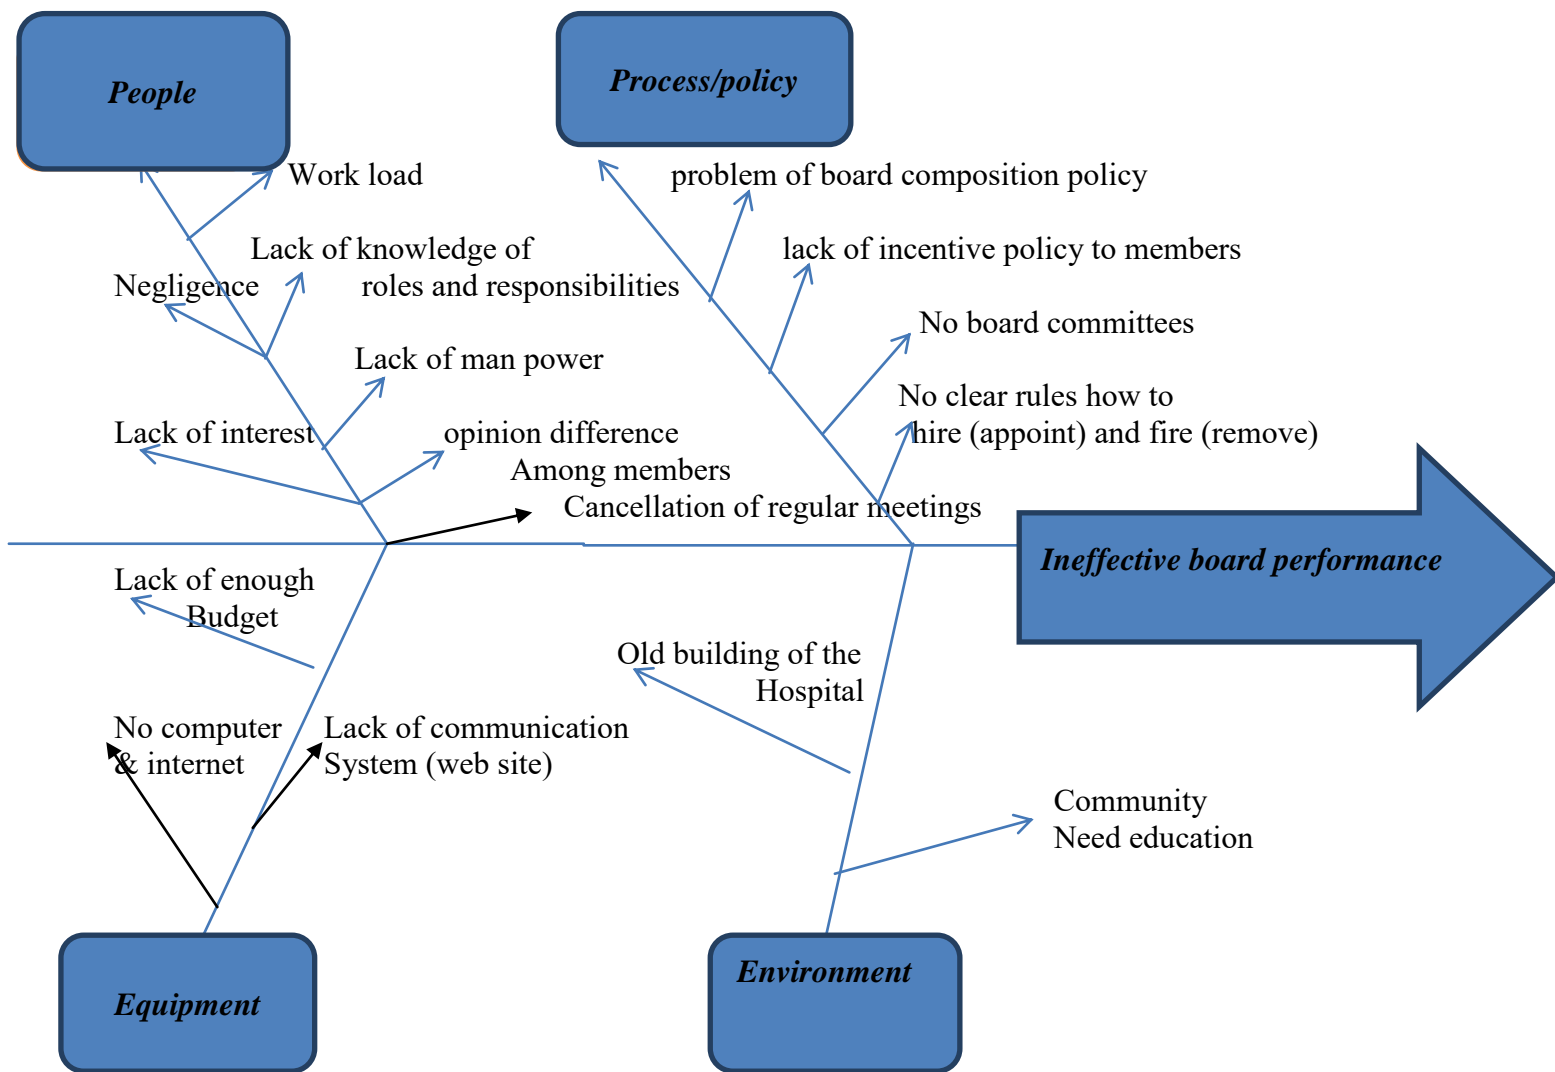 People
Process/policy
Work load
problem of board composition policy
Lack of knowledge of
lack of incentive policy to members
Negligence
roles and responsibilities
No board committees
Lack of man power
No clear rules how to
Lack of interest
opinion difference
hire (appoint) and fire (remove)
Among members
Cancellation of regular meetings
Ineffective board performance
Lack of enough
Budget
Old building of the
Hospital
No computer
& internet
Lack of communication
System (web site)
Community
Need education
Equipment
Environment